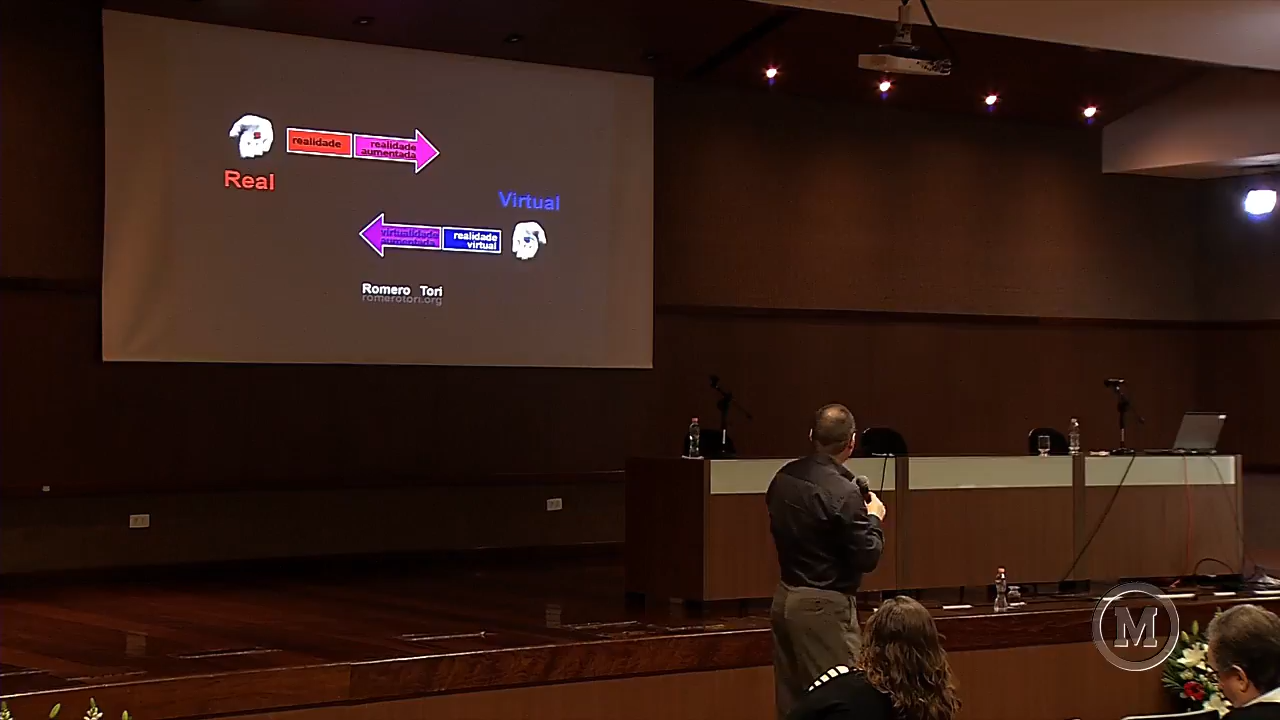 realidade
realidade
aumentada
Real
Virtual
virtualidade
aumentada
realidade
virtual
Romero Tori
romerotori.org
M